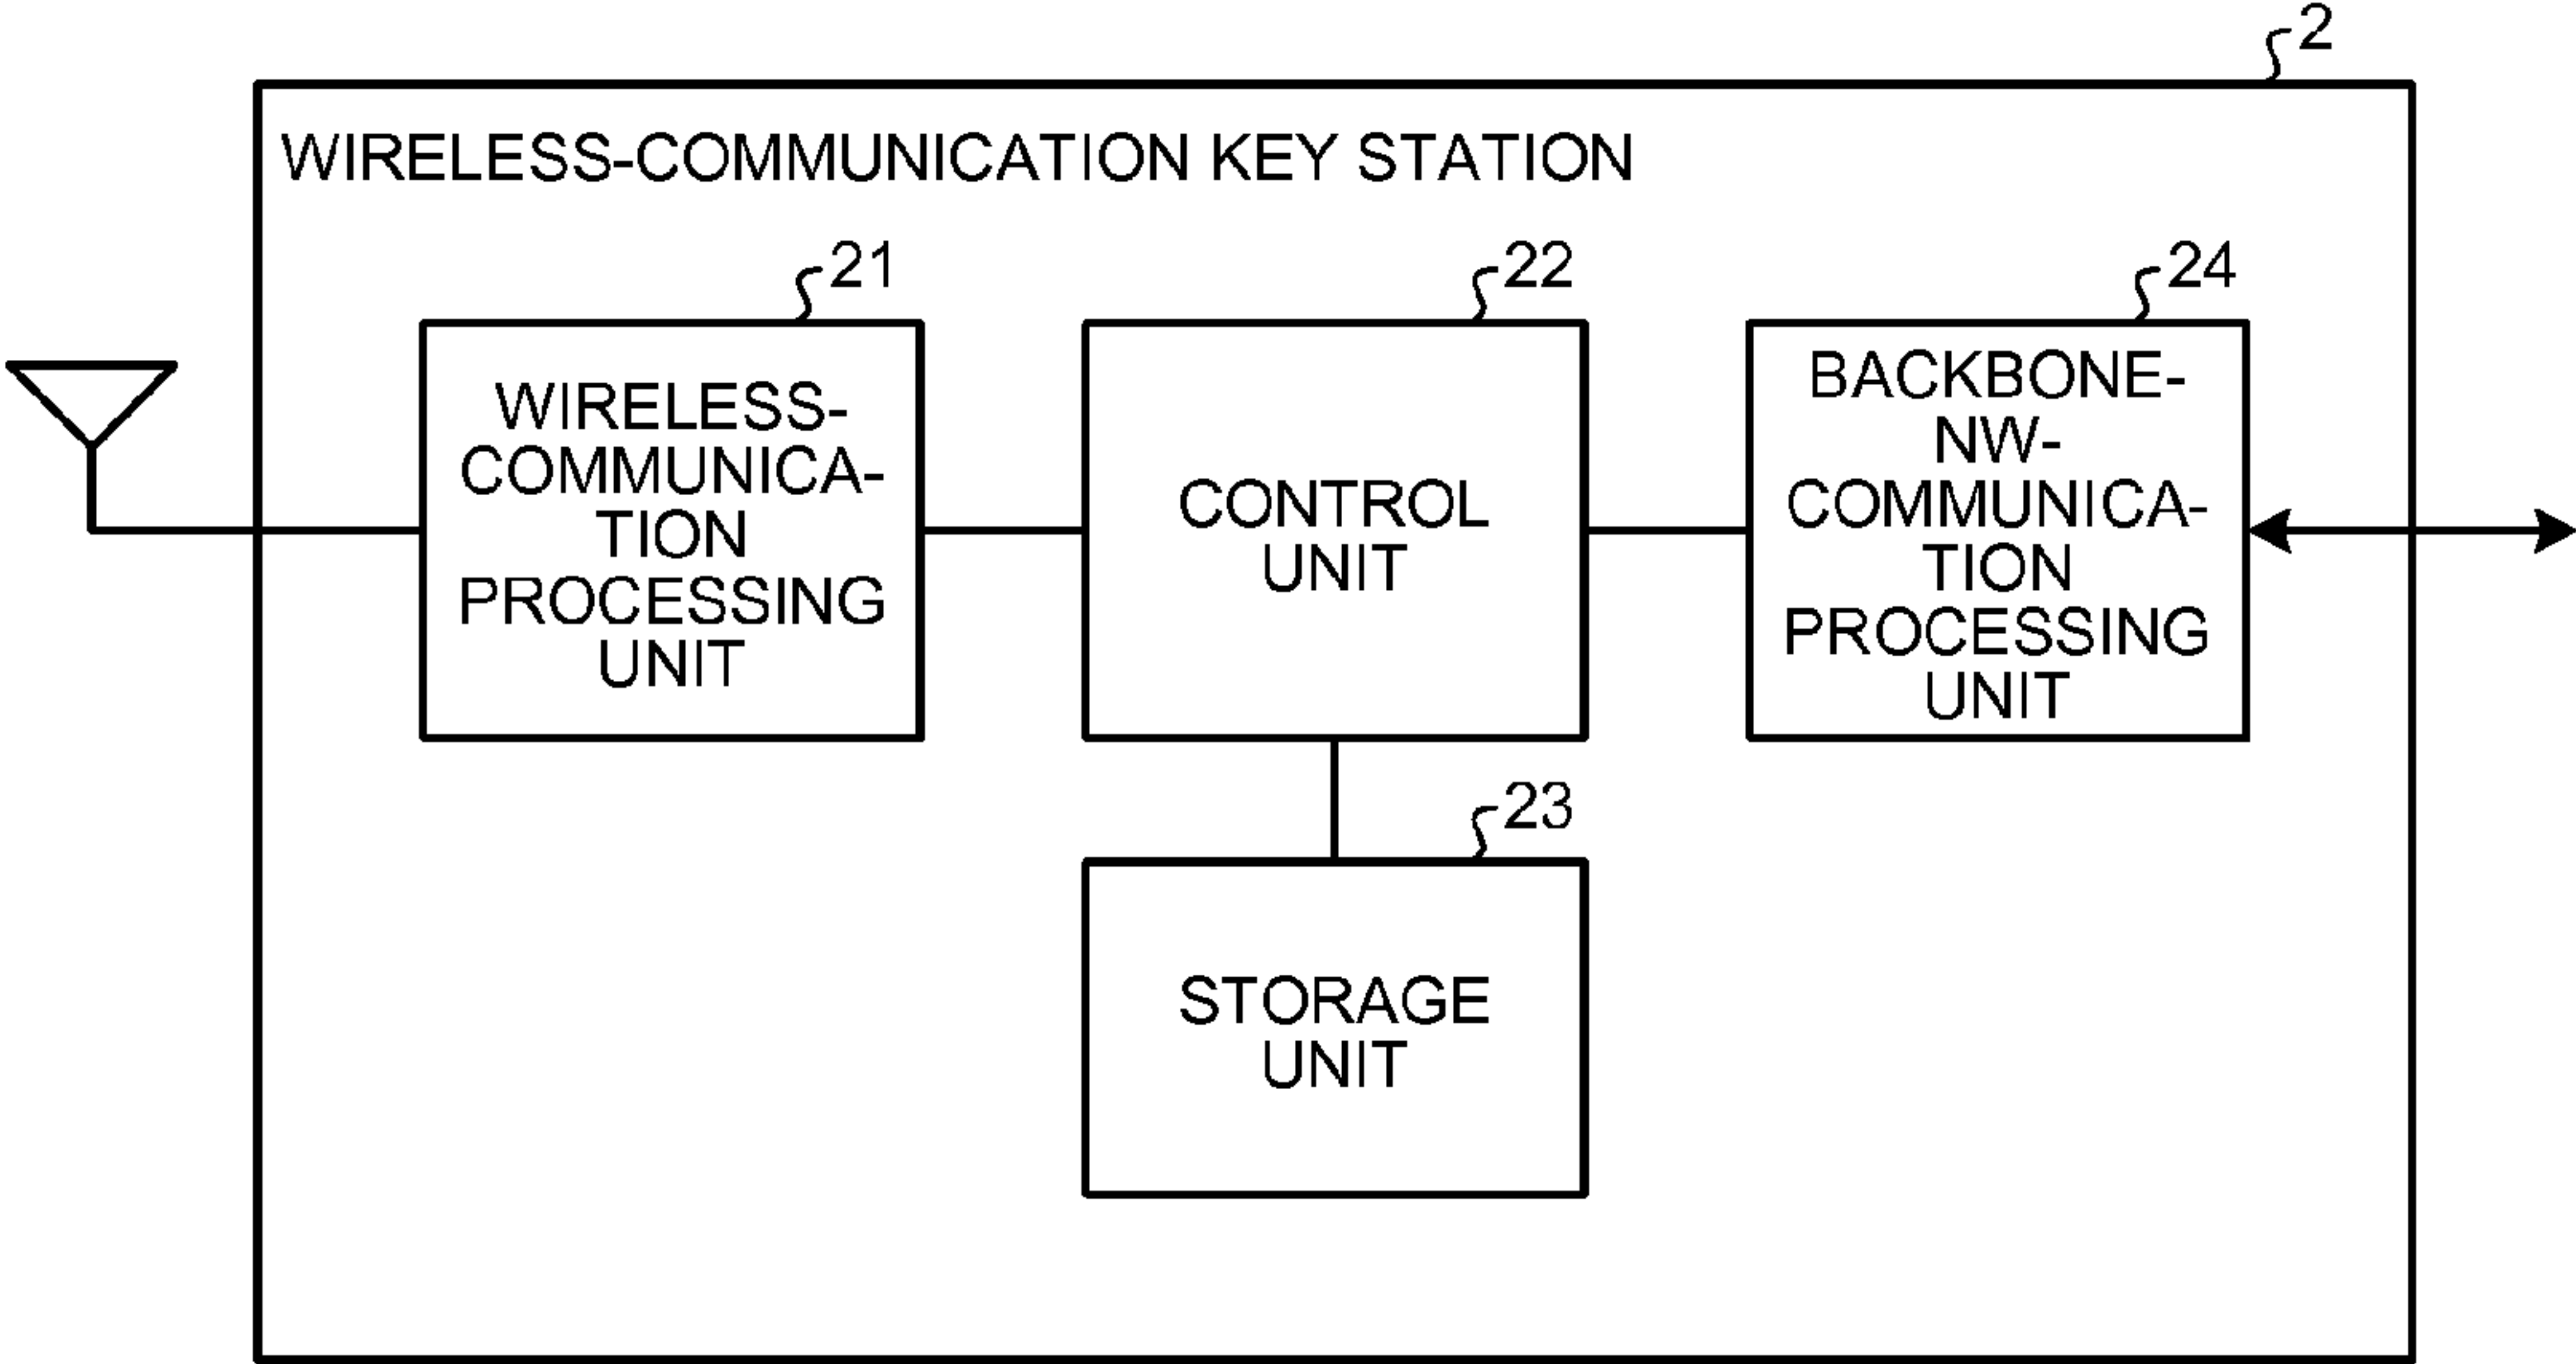 2
WIRELESS-COMMUNICATION KEY STATION
21
WIRELESS-
COMMUNICA-
TION
PROCESSING
UNIT
22
CONTROL
UNIT
24
BACKBONE-
NW-
COMMUNICA-
TION
PROCESSING
UNIT
23
STORAGE
UNIT